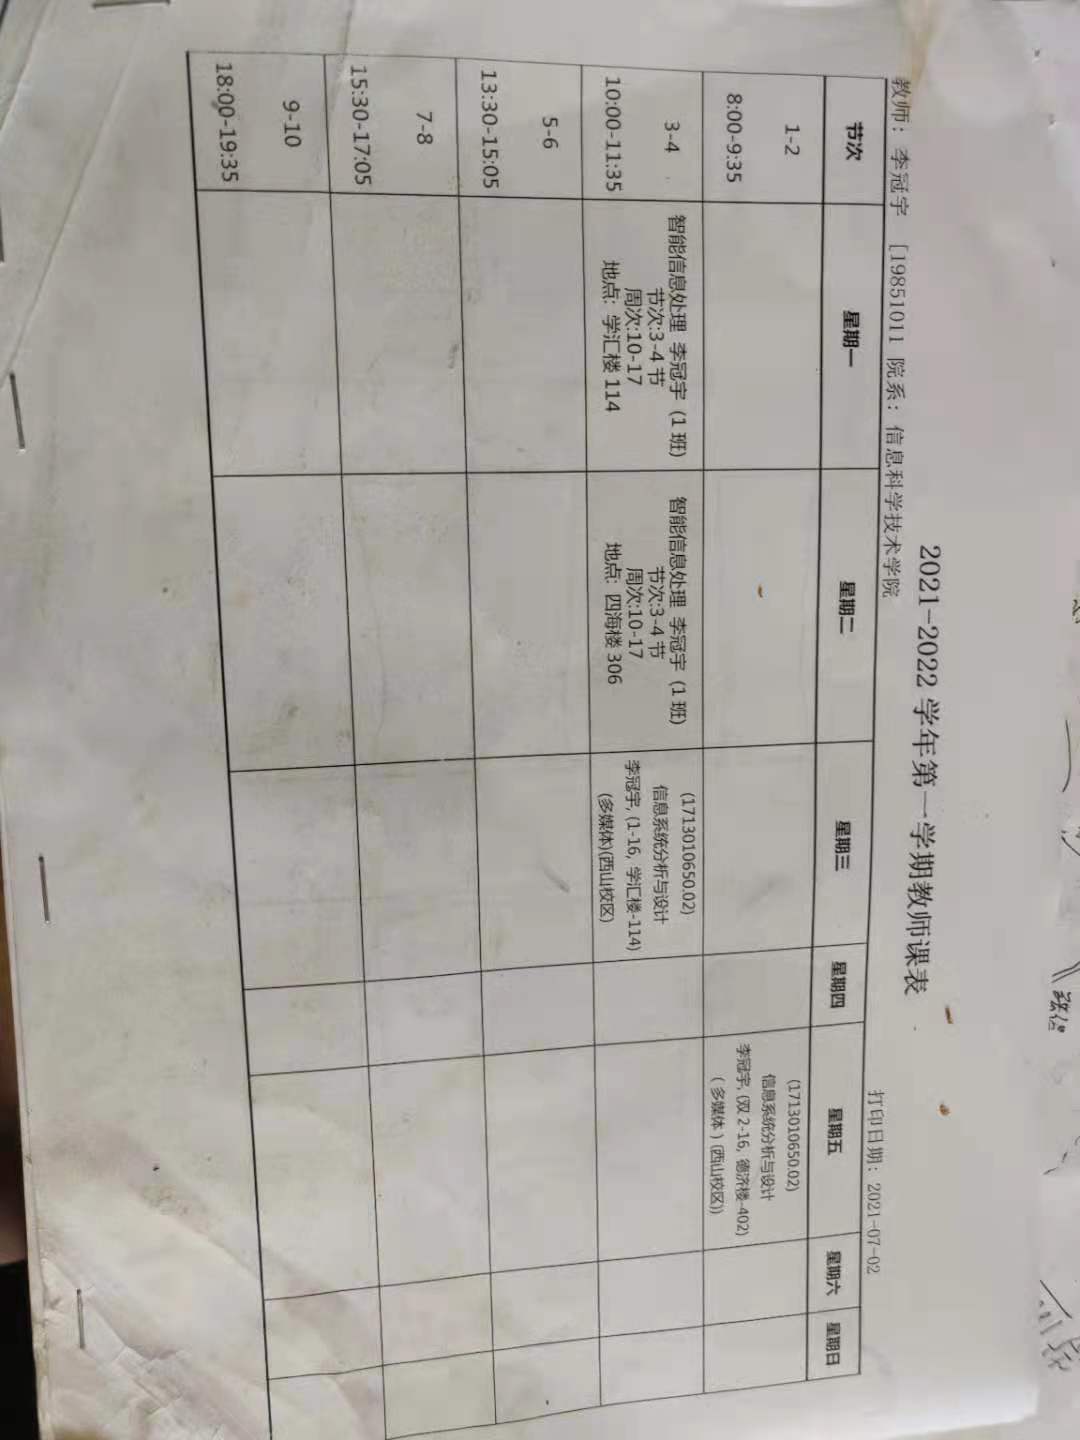 2021-2022 学年第一学期教师课表
教师: 李冠宇 [19851011 院系: 信息科学技术学院
打印日期: 2021-07-02
节次 星期一 星期二 星期三 星期四 星期五 星期六 星期日
1-2
8:00-9:35
(1713010650.02)
信息系统分析与设计
李冠宇, (双 2-16, 德济楼-402)
( 多媒体 ) (西山校区))
3-4
10:00-11:35
智能信息处理 李冠宇 (1 班)
节次:3-4 节
周次:10-17
地点: 学汇楼 114
智能信息处理 李冠宇 (1 班)
节次:3-4 节
周次:10-17
地点: 四海楼 306
(1713010650.02)
信息系统分析与设计
李冠宇, (1-16, 学汇楼-114)
(多媒体)(西山校区)
5-6
13:30-15:05
7-8
15:30-17:05
9-10
18:00-19:35